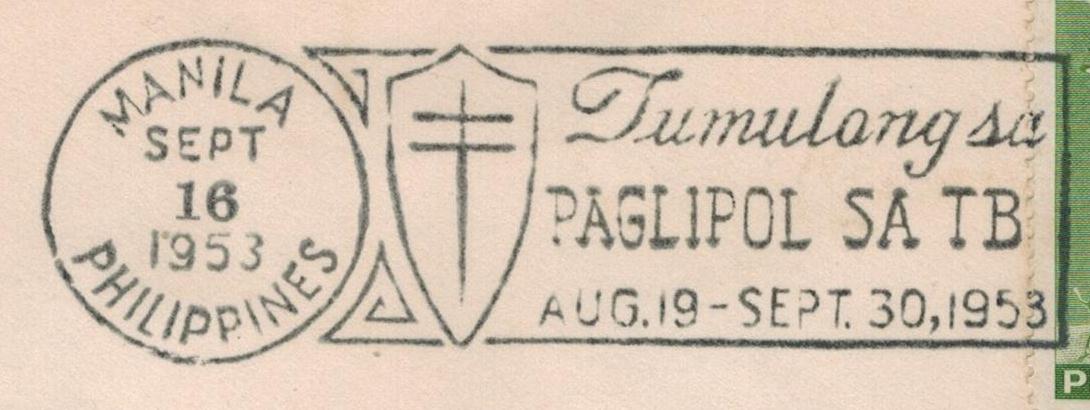 MANILA
SEPT
16
1953
PHILIPPINES
Tumulong sa
PAGLIPOL SA TB
AUG.19-SEPT. 30,1953
P